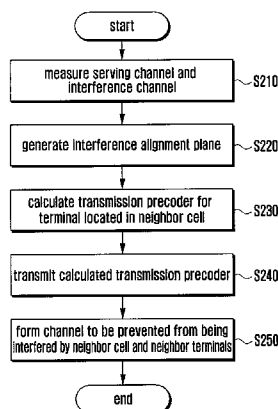 start
measure serving channel and
interference channel
S210
generate interference alignment plane
S220
calculate transmission precoder for
terminal located in neighbor cell
S230
transmit calculated transmission precoder
S240
form channel to be prevented from being
interfered by neighbor cell and neighbor terminals
S250
end